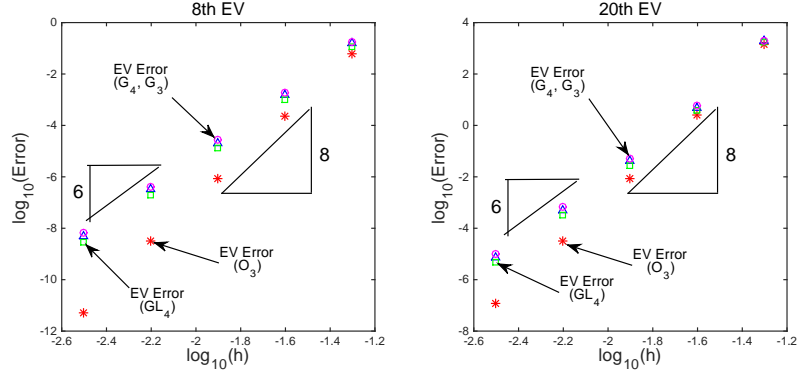 8th EV
0
-2
-4
-6
-8
-10
-12
-2.6
-2.4
-2.2
-2
-1.8
-1.6
-1.4
-1.2
log10(h)
log10(Error)
EV Error
(G4, G3)
8
6
EV Error
(O3)
EV Error
(GL4)
20th EV
4
2
0
-2
-4
-6
-8
-2.6
-2.4
-2.2
-2
-1.8
-1.6
-1.4
-1.2
log10(h)
log10(Error)
EV Error
(G4, G3)
8
6
EV Error
(O3)
EV Error
(GL4)